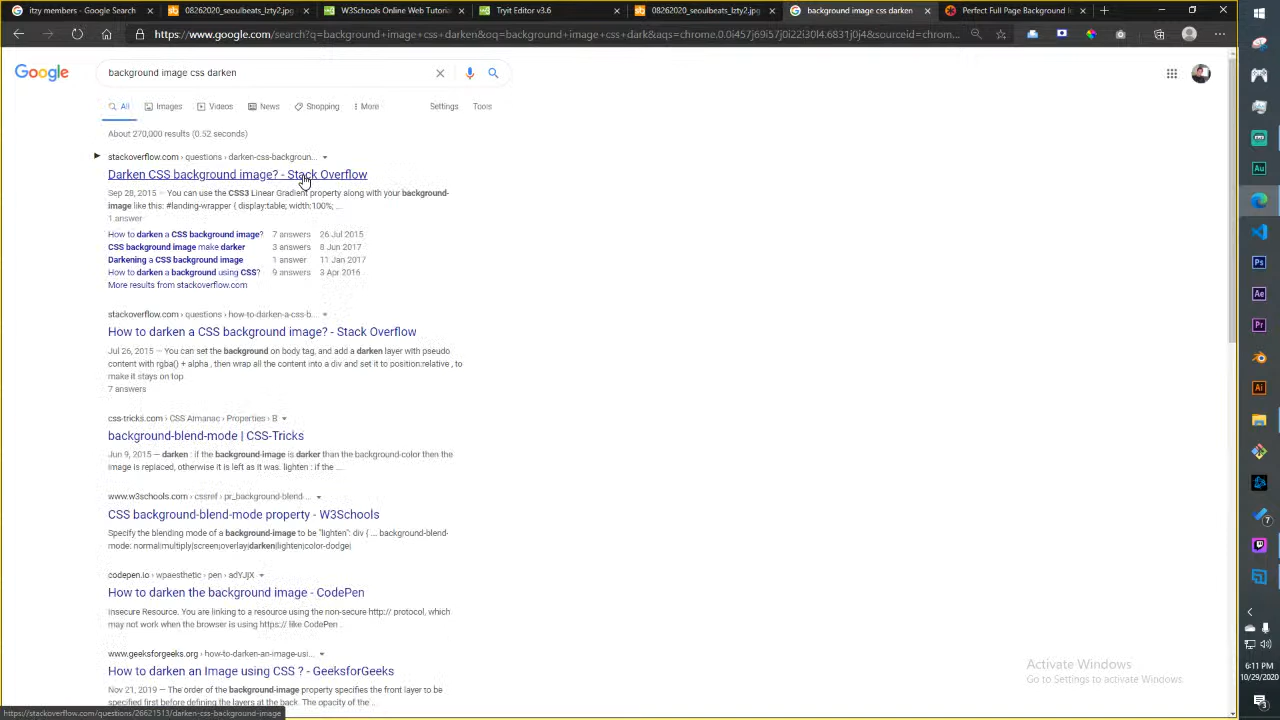 ity members - Google Search
08262020_seoulbeats_lzty2.jpg
W3Schools Online Web Tutorials
Tryit Editor v3.6
08262020_seoulbeats_lzty2.jpg
background image css darken
Perfect Full Page Background I
https://www.google.com/search?q=background+image+css+darken&oq=background+image+css+dark&aqs=chrome.0.0i457j69i57j0i22i30l4.6831j0j4&sourceid=chrome...
Google
background image css darken
All Images Videos News Shopping More Settings Tools
About 270,000 results (0.52 seconds)
stackoverflow.com › questions › darken-css-backgroun...
Darken CSS background image? - Stack Overflow
Sep 28, 2015 — You can use the CSS3 Linear Gradient property along with your background-
image like this: #landing-wrapper { display:table; width:100%; ...
1 answer
How to darken a CSS background image? 7 answers 26 Jul 2015
CSS background image make darker 3 answers 8 Jun 2017
Darkening a CSS background image 1 answer 11 Jan 2017
How to darken a background using CSS? 9 answers 3 Apr 2016
More results from stackoverflow.com
stackoverflow.com › questions › how-to-darken-a-css-b...
How to darken a CSS background image? - Stack Overflow
Jul 26, 2015 — You can set the background on body tag, and add a darken layer with pseudo
content with rgba() + alpha , then wrap all the content into a div and set it to position:relative , to
make it stays on top
7 answers
css-tricks.com › CSS Almanac › Properties › B
background-blend-mode | CSS-Tricks
Jun 9, 2015 — darken : if the background-image is darker than the background-color then the
image is replaced, otherwise it is left as it was. lighten : if the ...
www.w3schools.com › cssref › pr_background-blend-...
CSS background-blend-mode property - W3Schools
Specify the blending mode of a background-image to be "lighten": div { ... background-blend-
mode: normal|multiply|screen|overlay|darken|lighten|color-dodge|
codepen.io › wpaesthetic › pen › adYJjX
How to darken the background image - CodePen
Insecure Resource. You are linking to a resource using the non-secure http:// protocol, which
may not work when the browser is using https:// like CodePen .
www.geeksforgeeks.org › how-to-darken-an-image-usi...
How to darken an Image using CSS ? - GeeksforGeeks
Nov 21, 2019 — The order of the background-image property specifies the front layer to be
specified first before defining the layers at the back. The opacity of the ...
https://stackoverflow.com/questions/26621513/darken-css-background-image
Activate Windows
Go to Settings to activate Windows.
Au
Ps
Ae
Pr
Ai
7
6:11 PM
10/29/2020
3